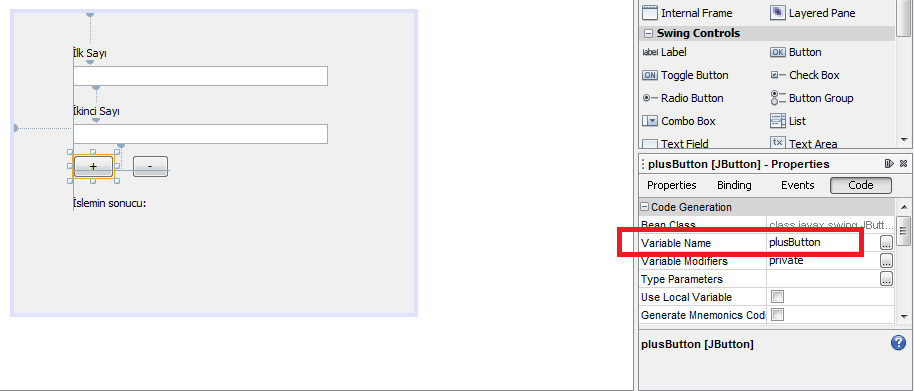 İlk Sayı
İkinci Sayı
+ -
İslemin sonucu:
Internal Frame Layered Pane
Swing Controls
label Label OK Button
ON Toggle Button Check Box
Radio Button Button Group
Combo Box List
Text Field tx Text Area
plusButton [JButton] - Properties
Properties Binding Events Code
Code Generation
Bean Class class javax.swing.JButt...
Variable Name plusButton ...
Variable Modifiers private ...
Type Parameters ...
Use Local Variable
Generate Mnemonics Cod
plusButton [JButton] ?